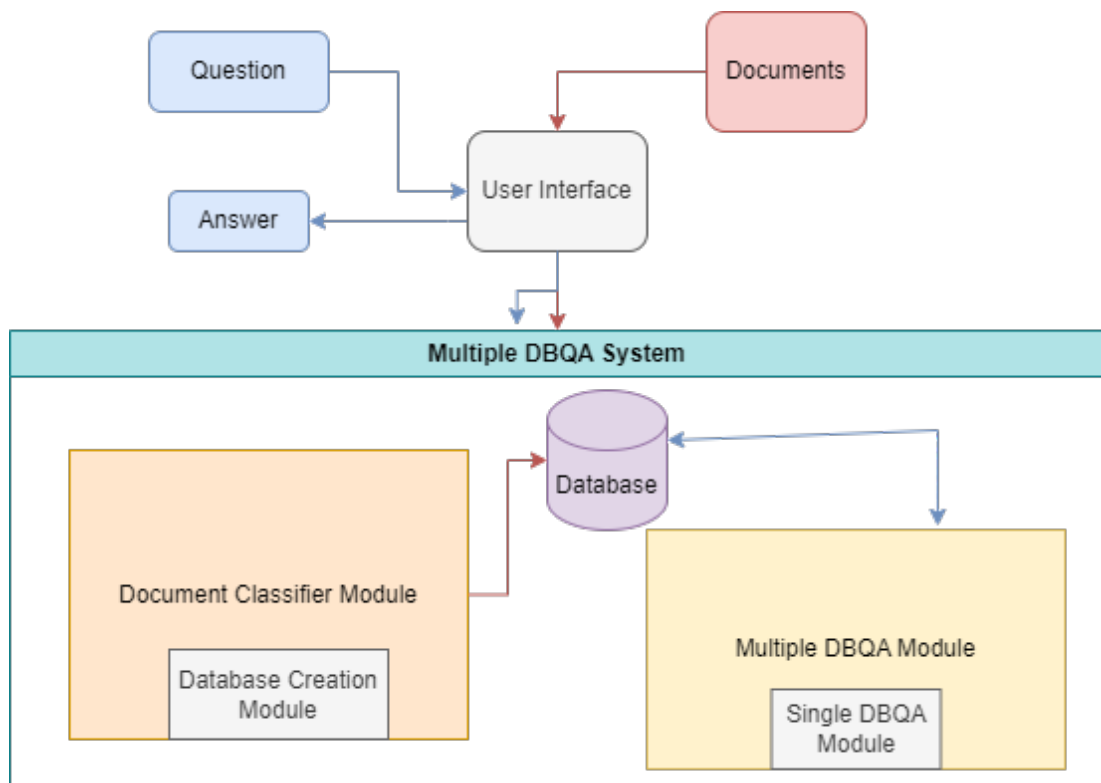 Question
Documents
User Interface
Answer
Multiple DBQA System
Database
Document Classifier Module
Database Creation
Module
Multiple DBQA Module
Single DBQA
Module